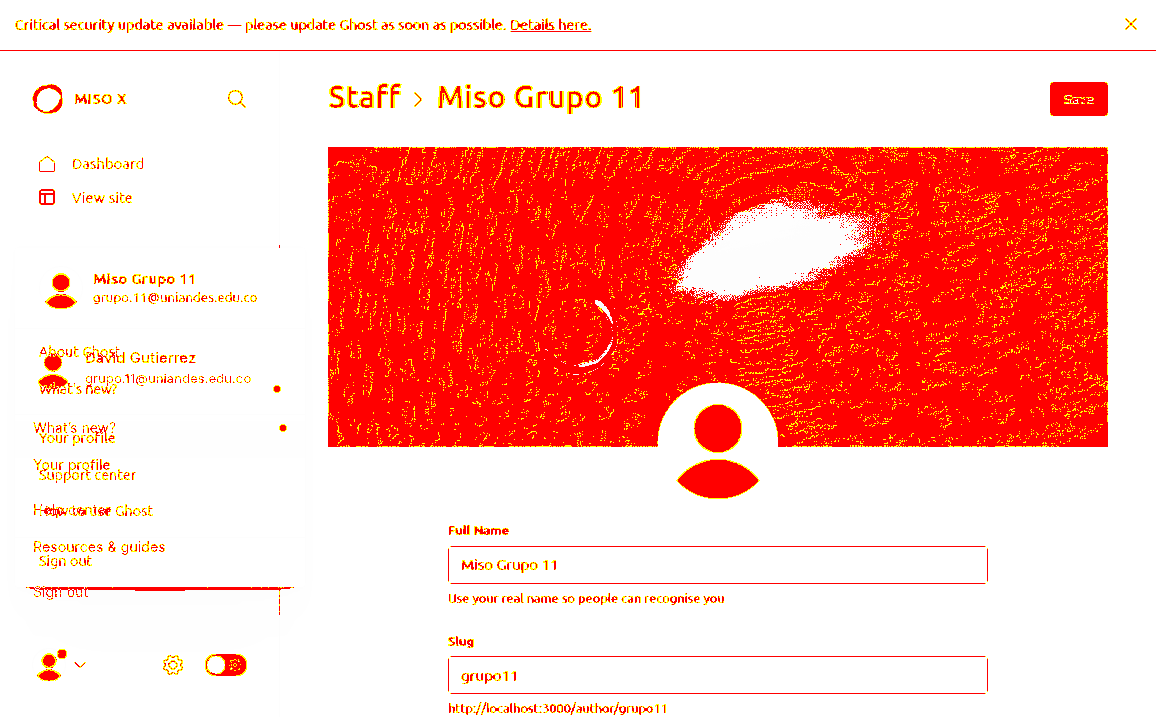 Critical security update available — please update Ghost as soon as possible. Details here.
MISO X
Staff › Miso Grupo 11
Save
Dashboard
View site
Miso Grupo 11
grupo.11@uniandes.edu.co
About Ghost
David Gutierrez
grupo.11@uniandes.edu.co
What's new?
What's new?
Your profile
Your profile
Support center
Help center
How to use Ghost
Resources & guides
Sign out
Sign out
Full Name
Miso Grupo 11
Use your real name so people can recognise you
Slug
grupo11
http://localhost:3000/author/grupo11